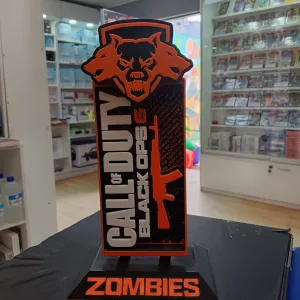 CALL OF DUTY
BLACK OPS 6
ZOMBIES